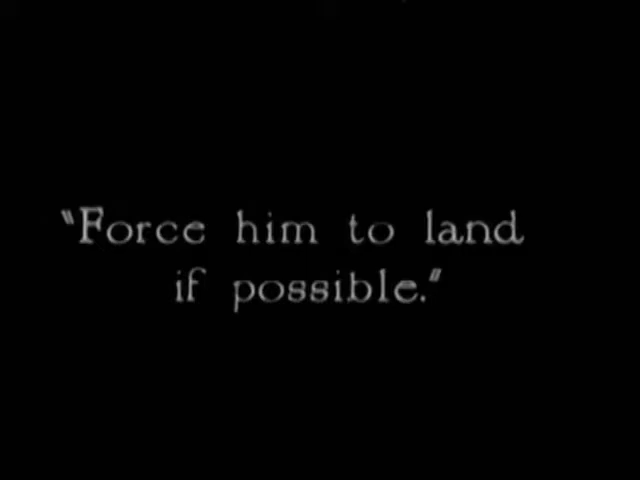 "Force him to land
if possible."